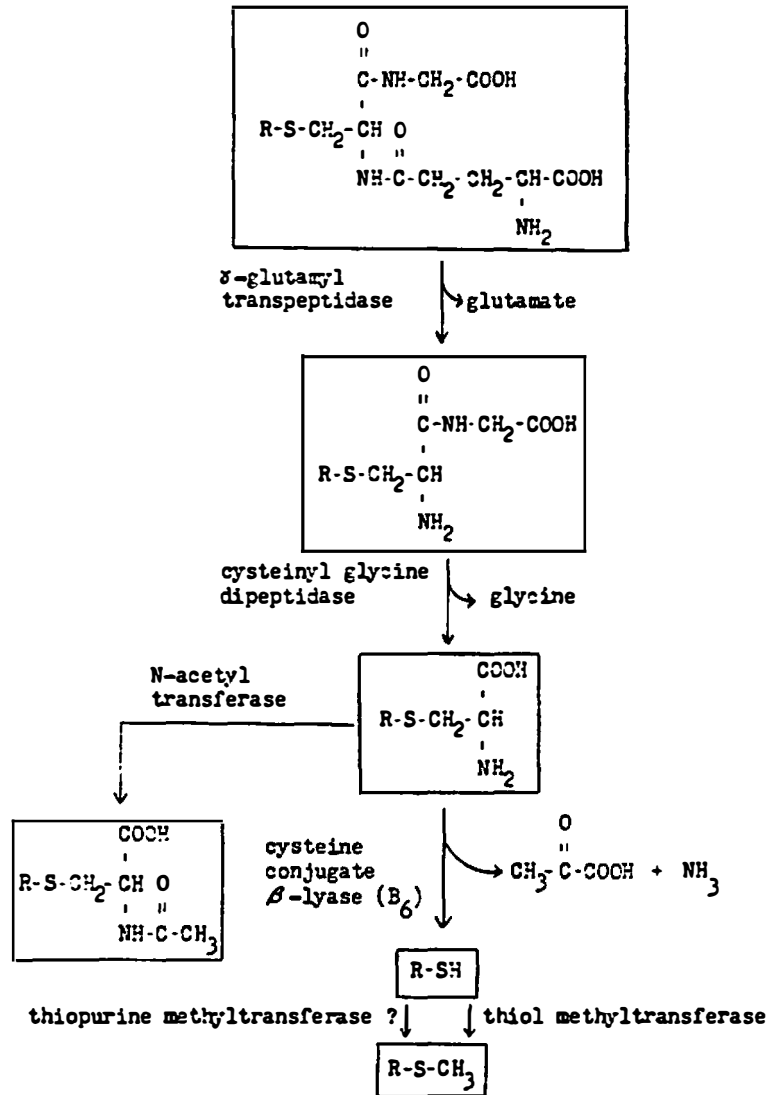 O
"
C-NH-CH2-COOH
R-S-CH2-CH O
NH-C-CH2-CH2-CH-COOH
NH2
γ-glutamyl
transpeptidase
glutamate
O
"
C-NH-CH2-COOH
R-S-CH2-CH
NH2
cysteinyl glycine
dipeptidase
glycine
N-acetyl
transferase
COOH
R-S-CH2-CH
NH2
COOH
R-S-CH2-CH O
NH-C-CH3
cysteine
conjugate
β-lyase (B6)
O
"
CH3-C-COOH + NH3
R-SH
thiopurine methyltransferase ?
thiol methyltransferase
R-S-CH3